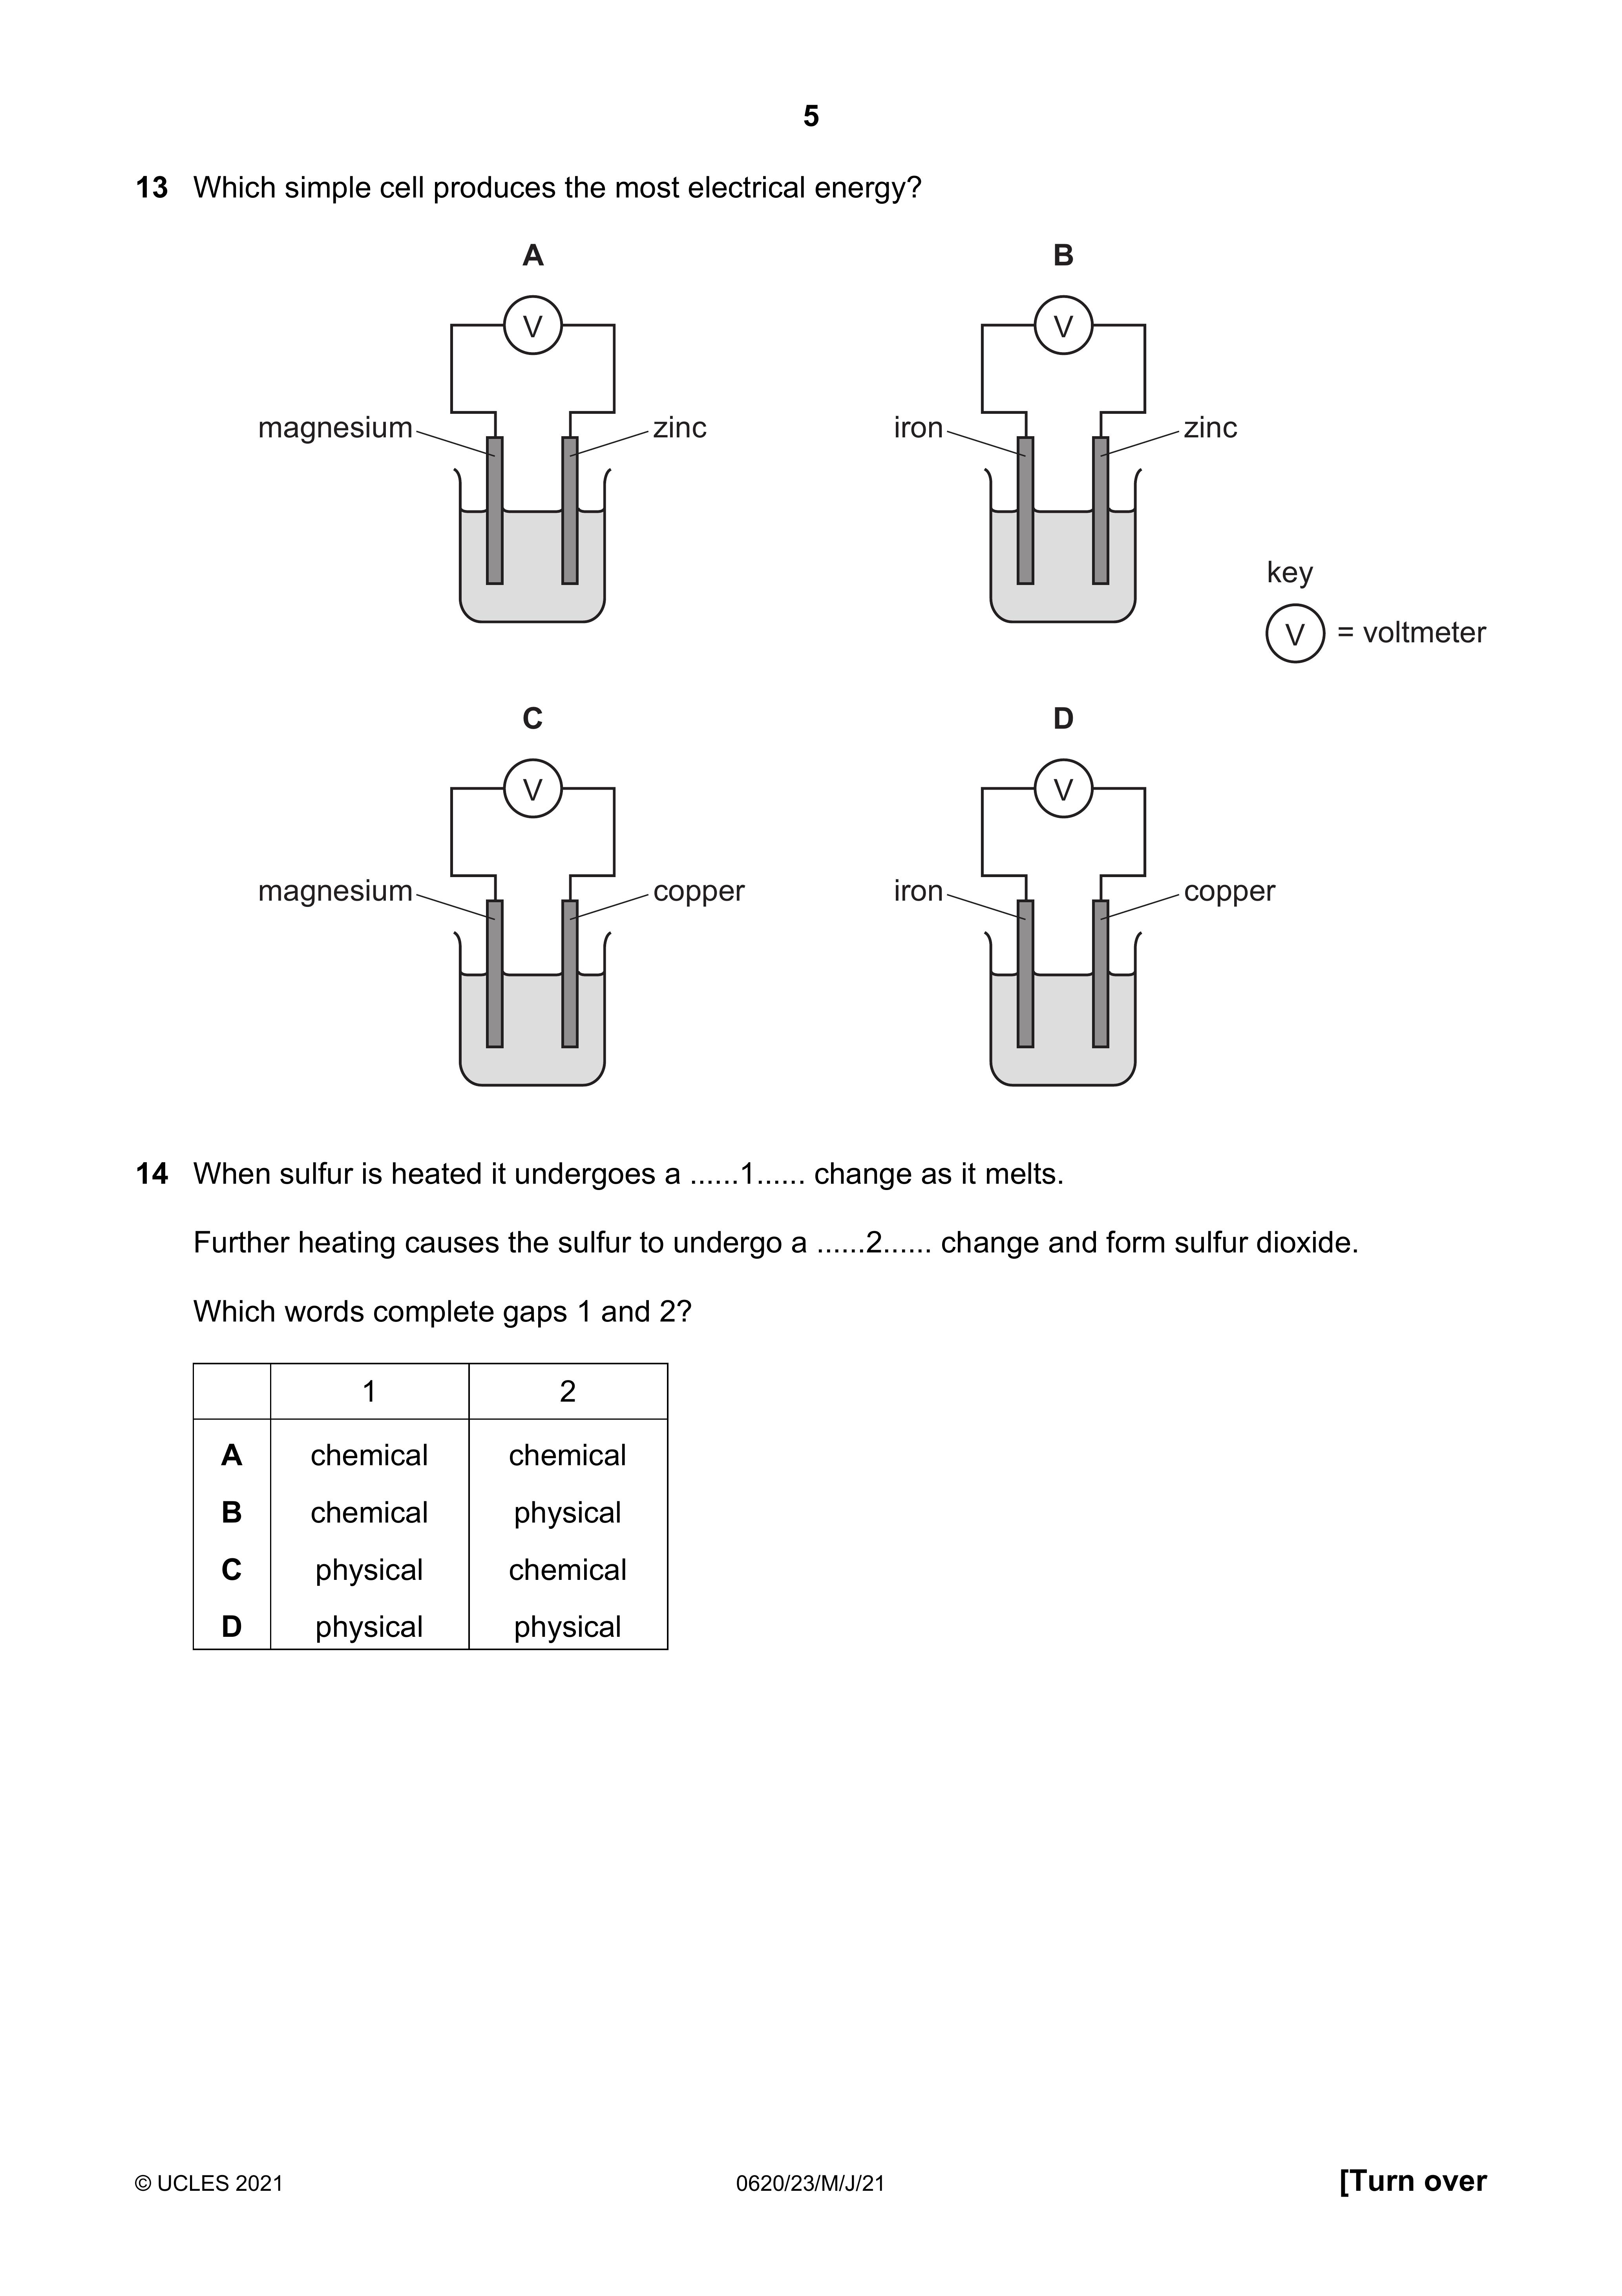 5
13 Which simple cell produces the most electrical energy?
A B
V V
magnesium zinc iron zinc
key
V = voltmeter
C D
V V
magnesium copper iron copper
14 When sulfur is heated it undergoes a ......1...... change as it melts.
Further heating causes the sulfur to undergo a ......2...... change and form sulfur dioxide.
Which words complete gaps 1 and 2?
1 2
A chemical chemical
B chemical physical
C physical chemical
D physical physical
© UCLES 2021 0620/23/M/J/21 [Turn over